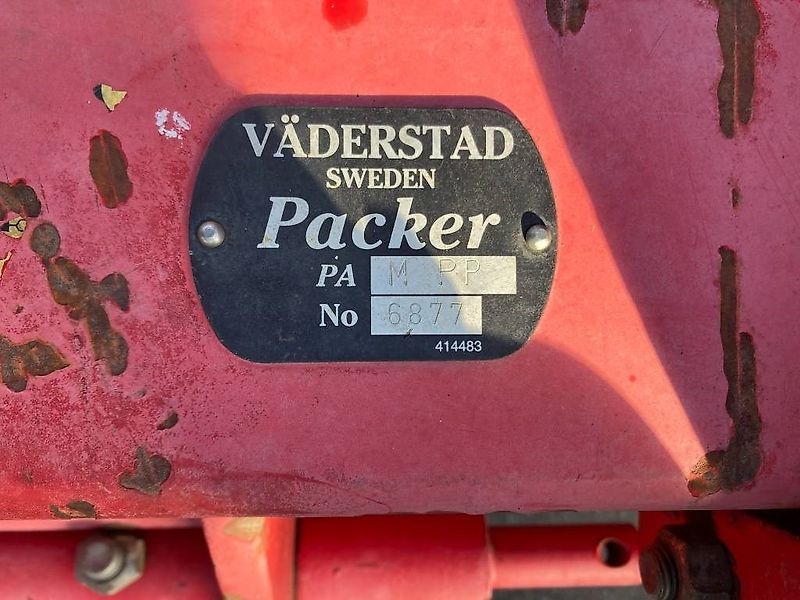 VÄDERSTAD
SWEDEN
Packer
PA M PP
No 6877
414483